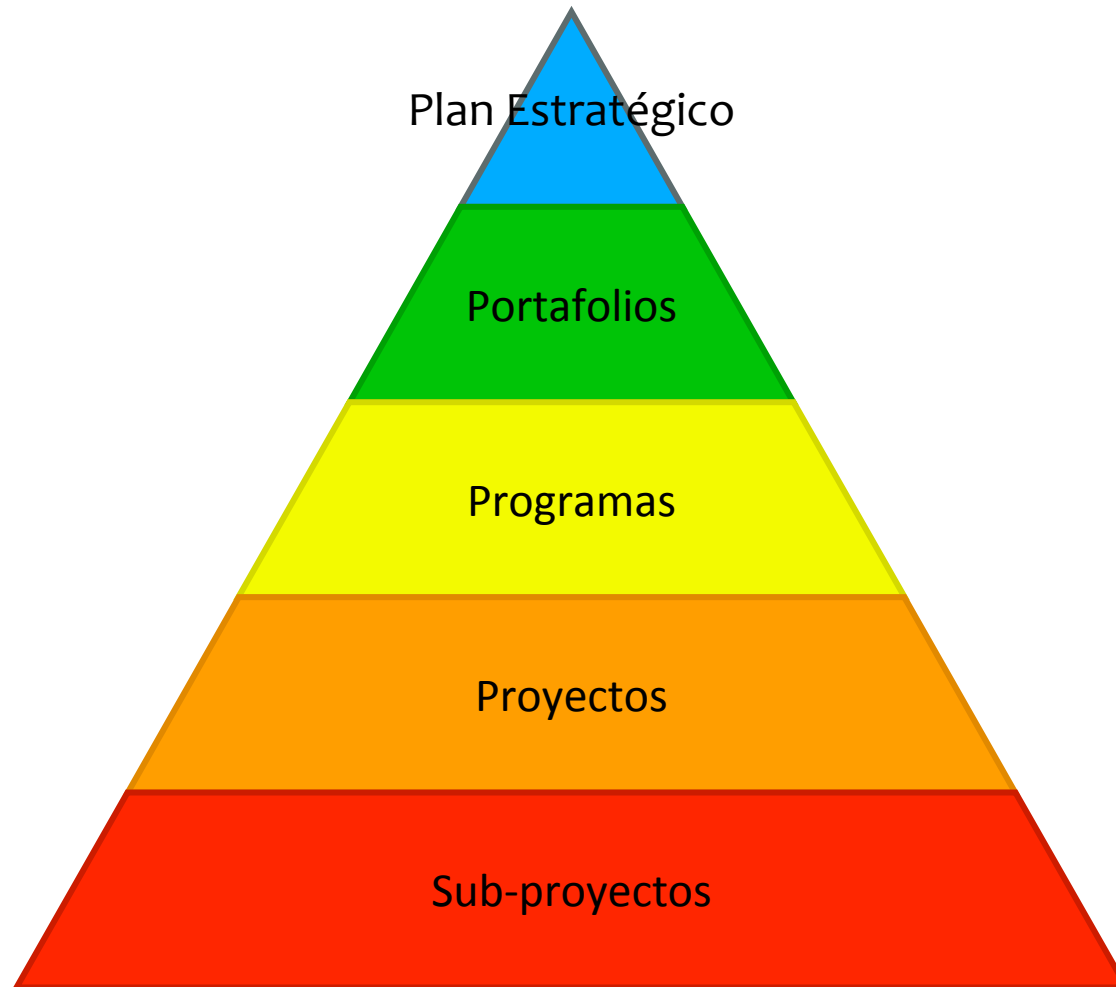 Plan Estratégico
Portafolios
Programas
Proyectos
Sub-proyectos